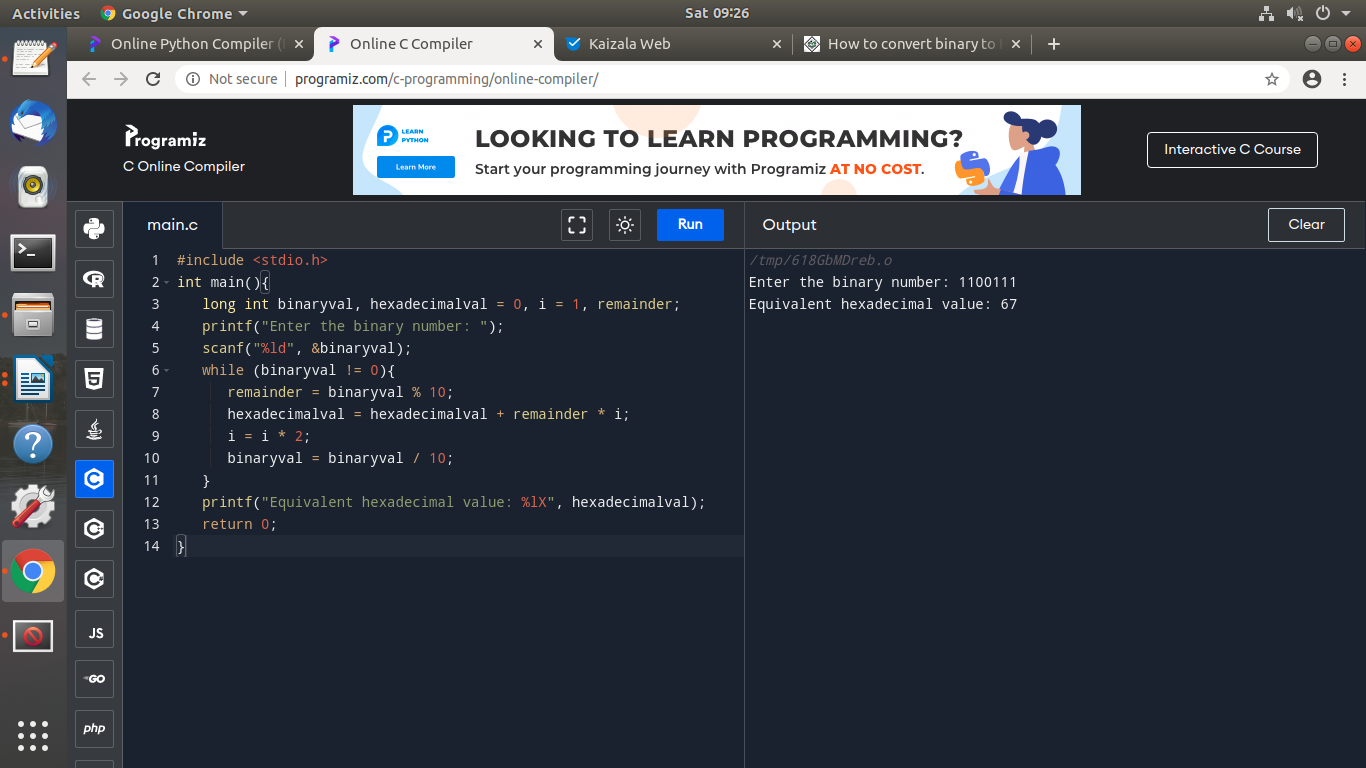 Activities Google Chrome Sat 09:26
Online Python Compiler ( Online C Compiler Kaizala Web How to convert binary to
Not secure programiz.com/c-programming/online-compiler/
Programiz
C Online Compiler
LEARN
PYTHON
Learn More
LOOKING TO LEARN PROGRAMMING?
Start your programming journey with Programiz AT NO COST.
Interactive C Course
main.c Run Output Clear
1 #include <stdio.h>
2 int main(){
3 long int binaryval, hexadecimalval = 0, i = 1, remainder;
4 printf("Enter the binary number: ");
5 scanf("%ld", &binaryval);
6 while (binaryval != 0){
7 remainder = binaryval % 10;
8 hexadecimalval = hexadecimalval + remainder * i;
9 i = i * 2;
10 binaryval = binaryval / 10;
11 }
12 printf("Equivalent hexadecimal value: %lX", hexadecimalval);
13 return 0;
14 }
/tmp/618GbMDreb.o
Enter the binary number: 1100111
Equivalent hexadecimal value: 67
R
5
C
C
C
JS
GO
php